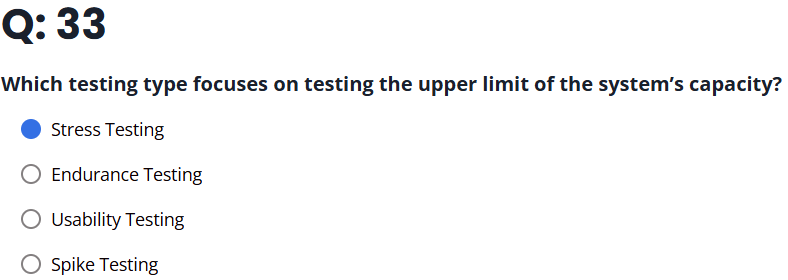 Q: 33
Which testing type focuses on testing the upper limit of the system’s capacity?
Stress Testing
Endurance Testing
Usability Testing
Spike Testing